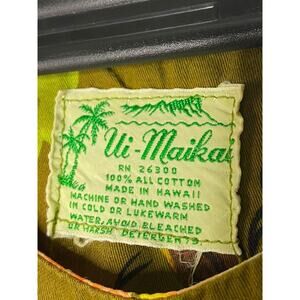 Ui-Maikai
RN 26300
100% ALL COTTON
MADE IN HAWAII
MACHINE OR HAND WASHED
IN COLD OR LUKEWARM
WATER, AVOID BLEACHED
OR HARSH DETERGENTS